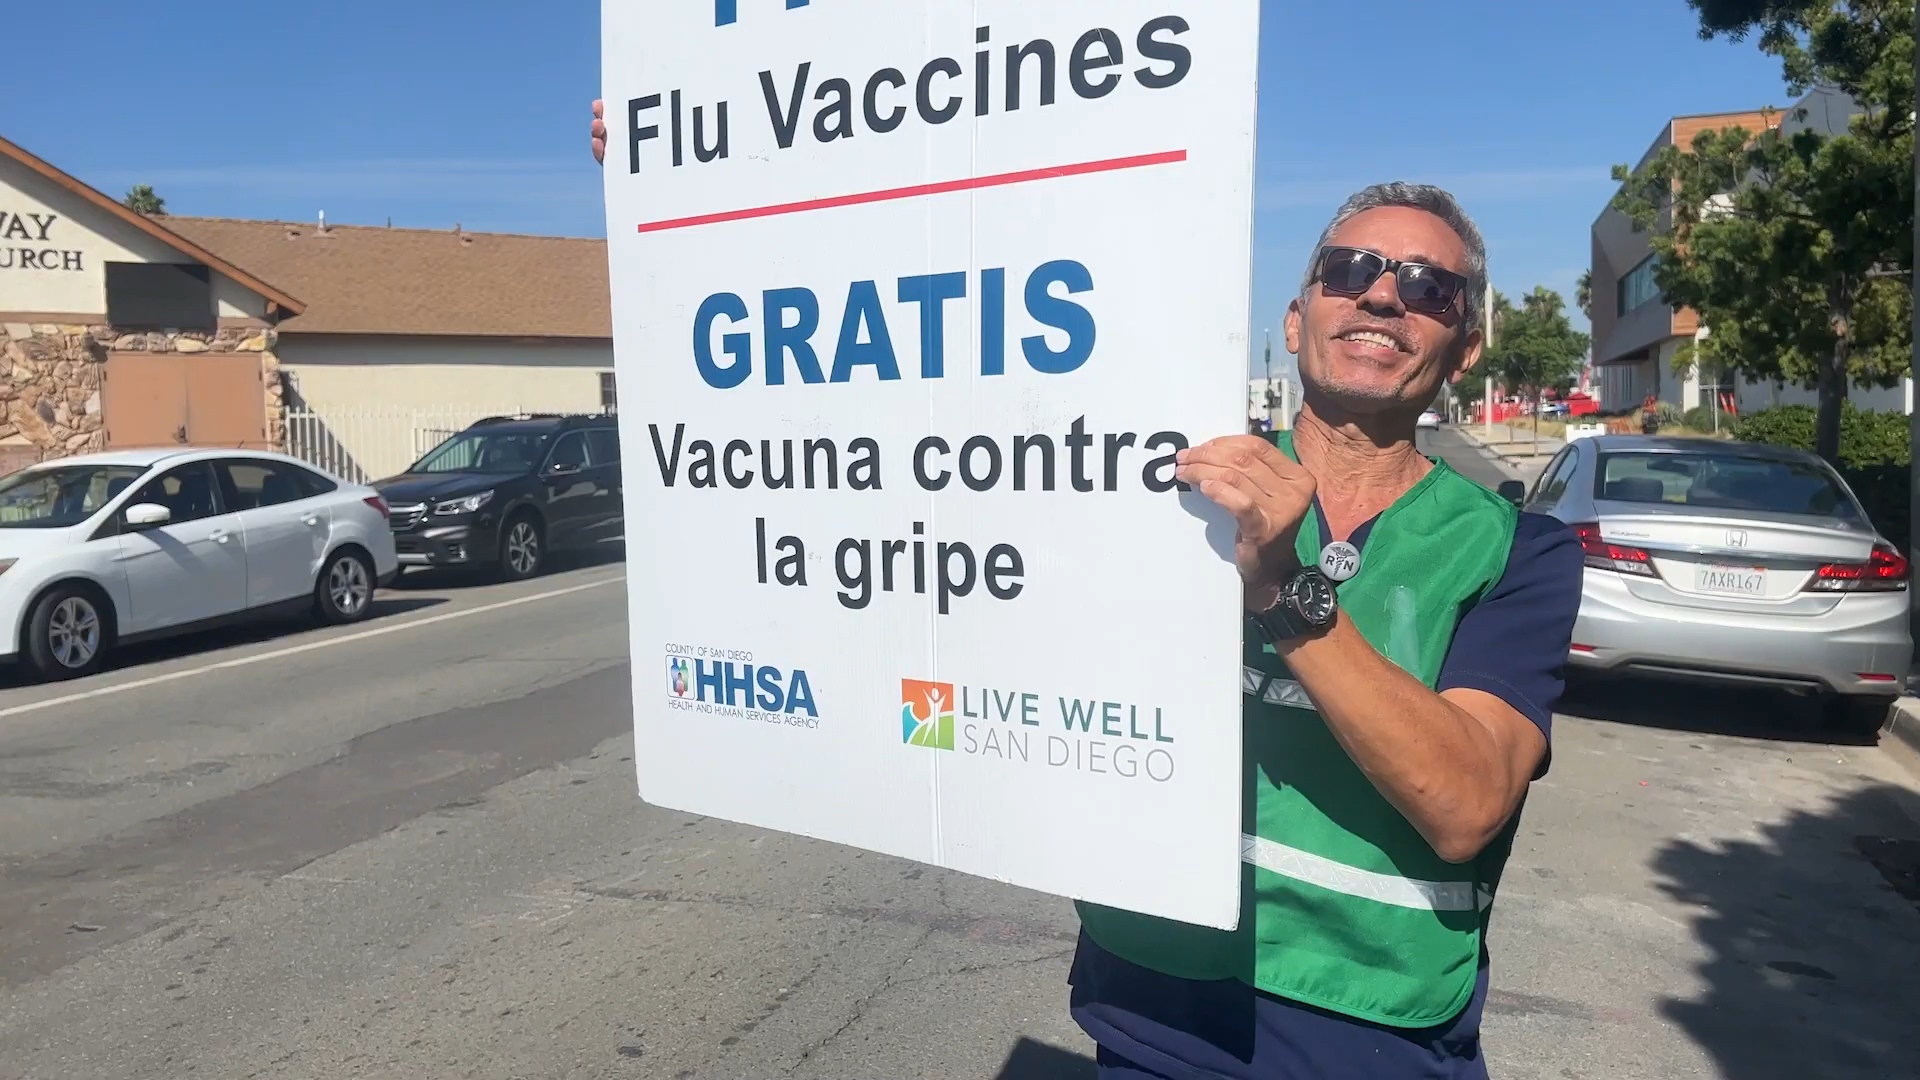 Flu Vaccines
GRATIS
Vacuna contra
la gripe
COUNTY OF SAN DIEGO
HHSA
HEALTH AND HUMAN SERVICES AGENCY
LIVE WELL
SAN DIEGO
RN
7AXR167